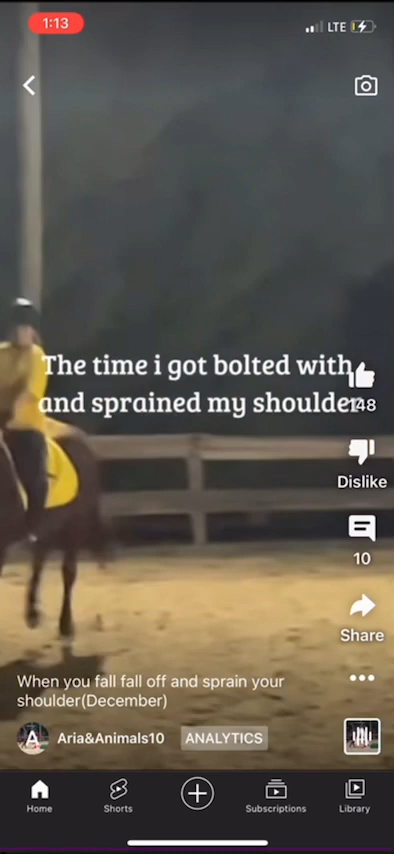 1:13
LTE
The time i got bolted with
and sprained my shoulder
148
Dislike
10
Share
When you fall fall off and sprain your
shoulder(December)
A
Aria&Animals10
ANALYTICS
Home
Shorts
Subscriptions
Library